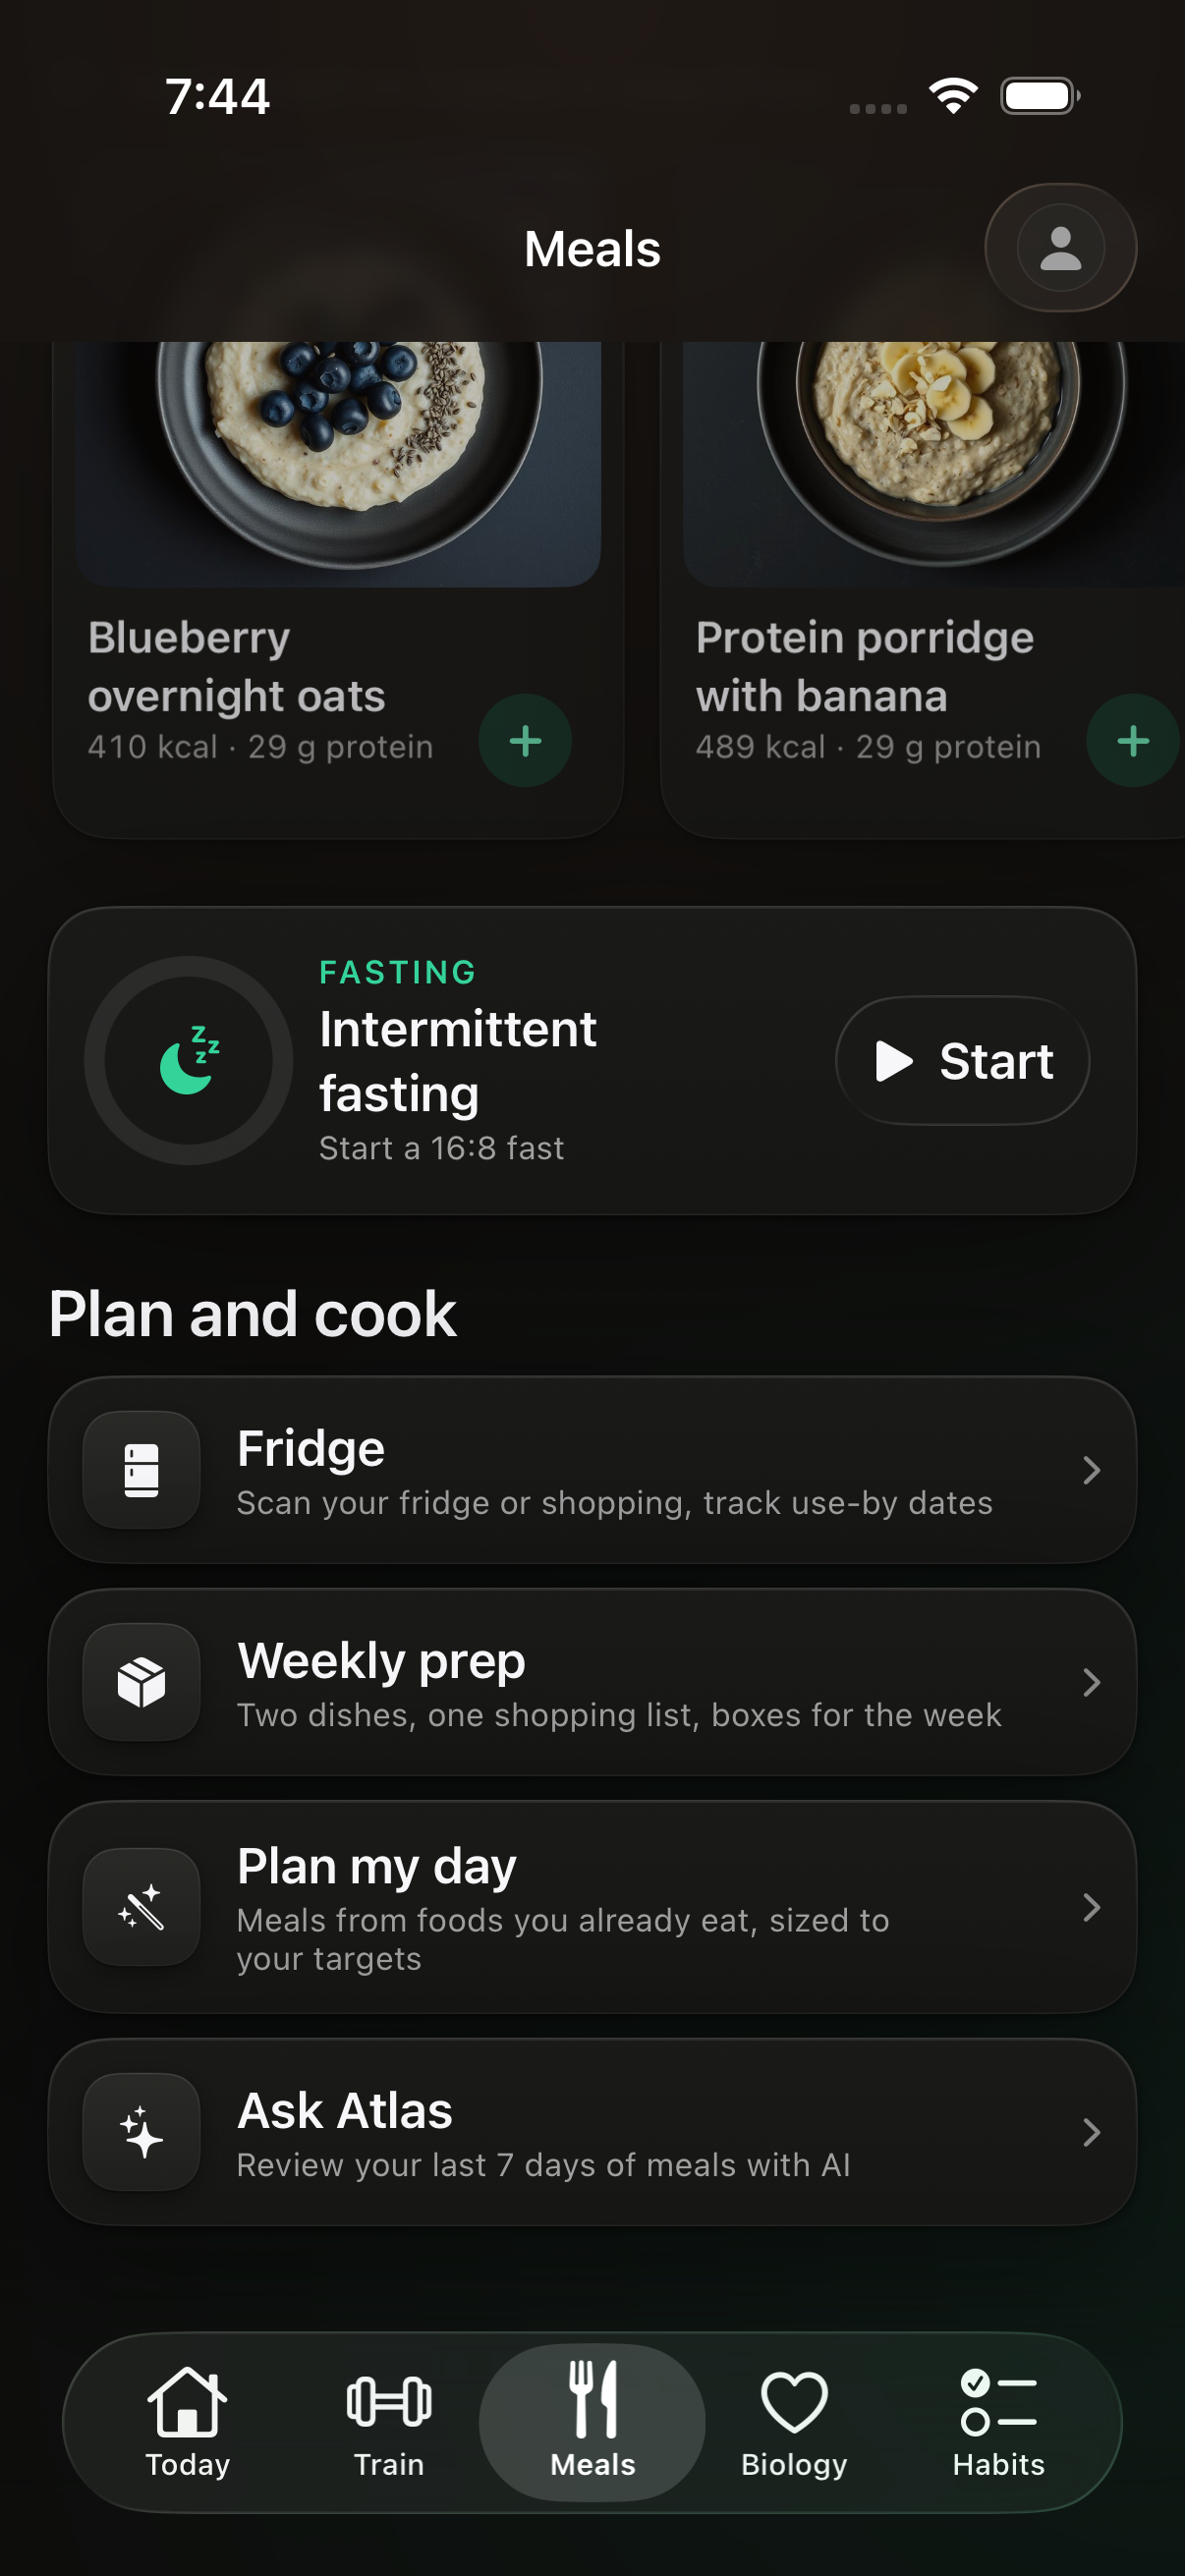 7:44
Meals
Blueberry
overnight oats
410 kcal · 29 g protein
Protein porridge
with banana
489 kcal · 29 g protein
FASTING
Intermittent
fasting
Start a 16:8 fast
Start
Plan and cook
Fridge
Scan your fridge or shopping, track use-by dates
Weekly prep
Two dishes, one shopping list, boxes for the week
Plan my day
Meals from foods you already eat, sized to
your targets
Ask Atlas
Review your last 7 days of meals with AI
Today
Train
Meals
Biology
Habits